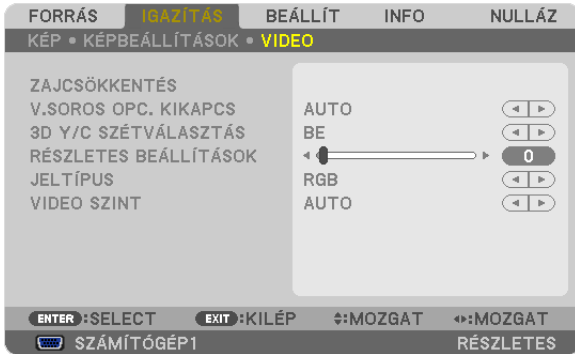 FORRÁS IGAZÍTÁS BEÁLLÍT INFO NULLÁZ
KÉP • KÉPBEÁLLÍTÁSOK • VIDEO
ZAJCSÖKKENTÉS
V.SOROS OPC. KIKAPCS AUTO
3D Y/C SZÉTVÁLASZTÁS BE
RÉSZLETES BEÁLLÍTÁSOK 0
JELTÍPUS RGB
VIDEO SZINT AUTO
ENTER :SELECT EXIT :KILÉP :MOZGAT :MOZGAT
SZÁMÍTÓGÉP1 RÉSZLETES